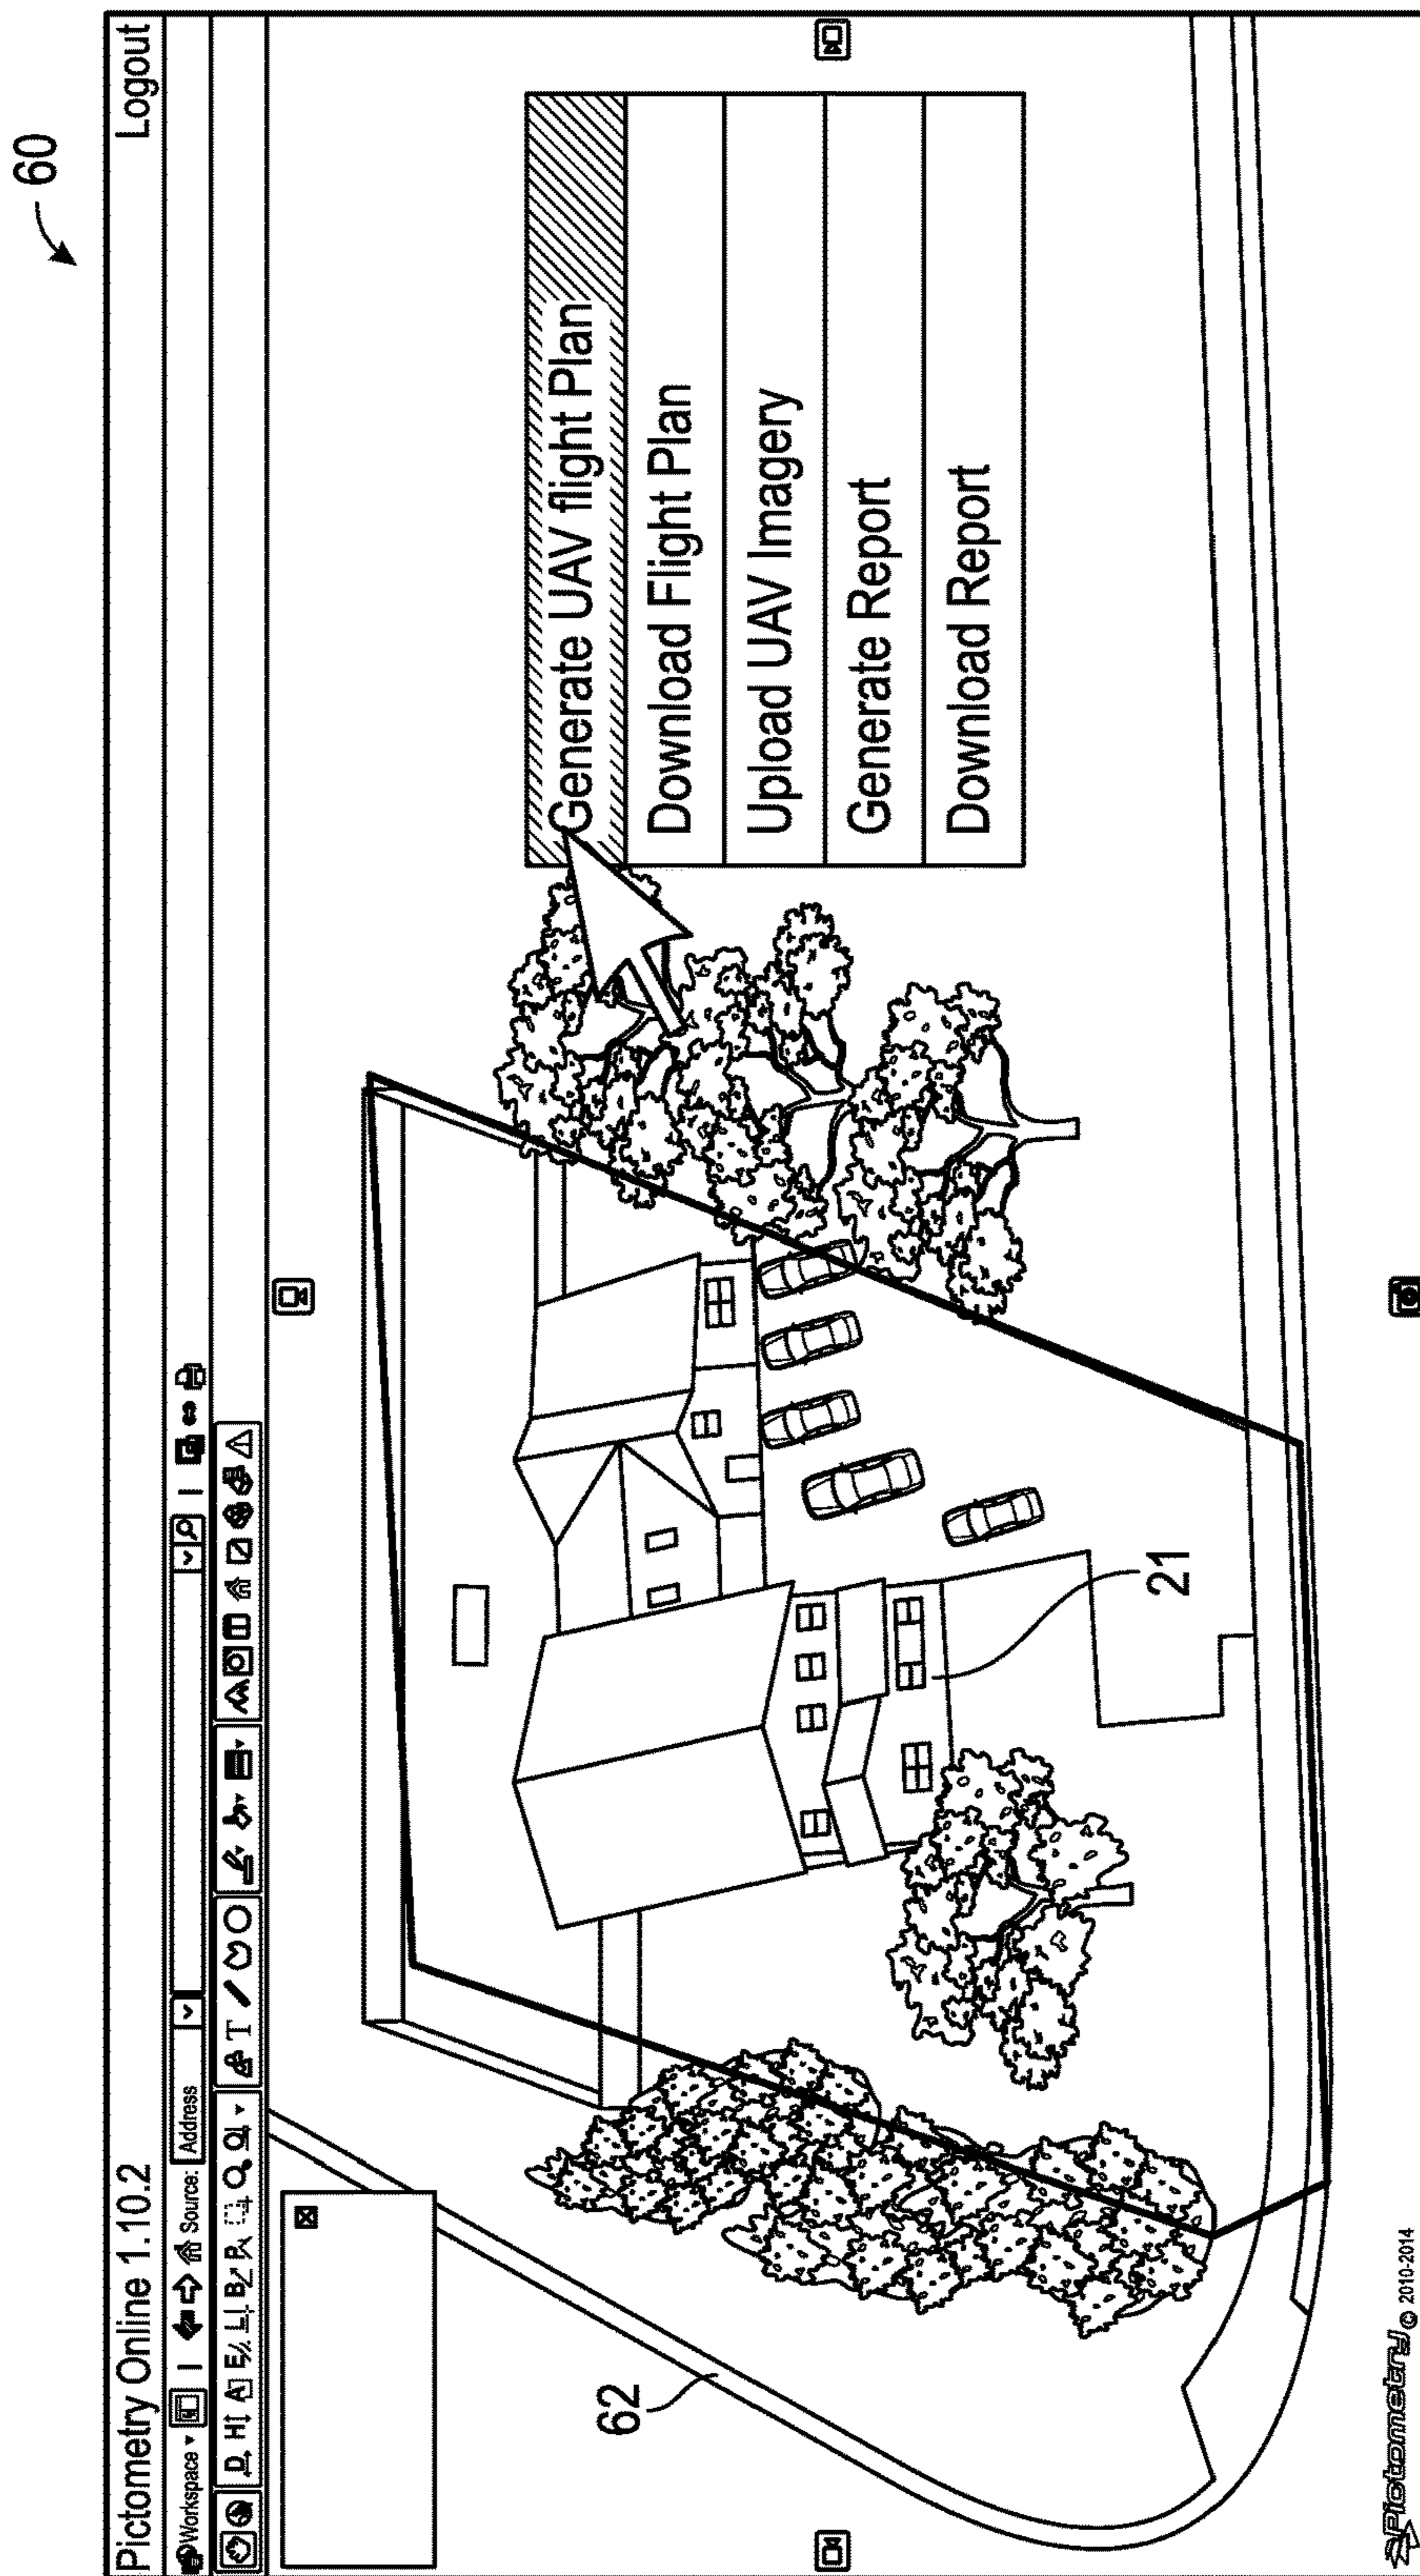 60
Pictometry Online 1.10.2 Logout
Workspace Source: Address
D H A E L B R T
Generate UAV flight Plan
Download Flight Plan
Upload UAV Imagery
Generate Report
Download Report
62
21
Pictometry © 2010-2014